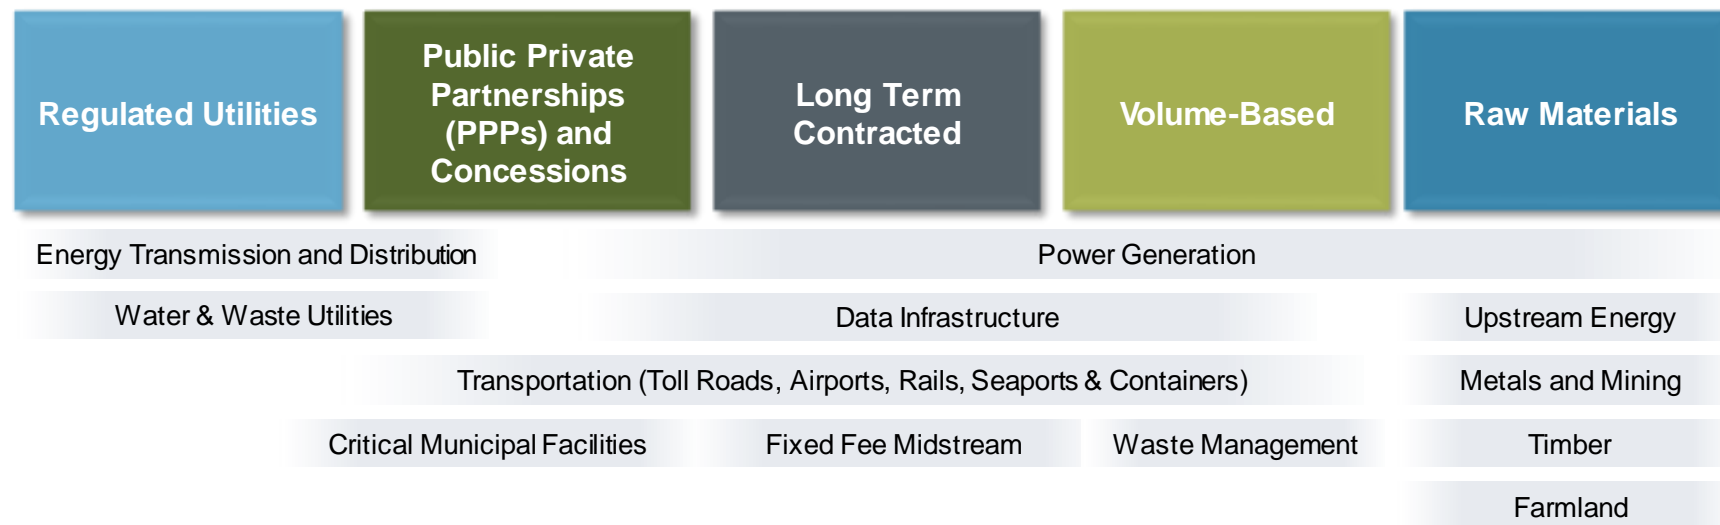 Regulated Utilities
Public Private
Partnerships
(PPPs) and
Concessions
Long Term
Contracted
Volume-Based
Raw Materials
Energy Transmission and Distribution
Power Generation
Water & Waste Utilities
Data Infrastructure
Upstream Energy
Transportation (Toll Roads, Airports, Rails, Seaports & Containers)
Metals and Mining
Critical Municipal Facilities
Fixed Fee Midstream
Waste Management
Timber
Farmland